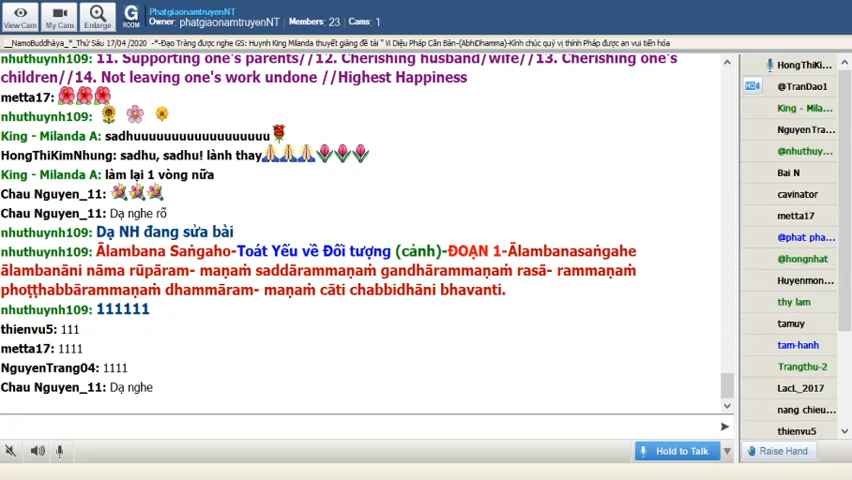 PhatgiaonamtruyenNT
Owner: phatgiaonamtruyenNT | Members: 23 / Cams: 1
View Cam
My Cam
Enlarge
G
ROOM
__NamoBuddhàya_*_Thứ Sáu 17/04 /2020 -*-Đạo Tràng được nghe GS: Huynh King Milanda thuyết giảng đề tài " Vi Diệu Pháp Căn Bản-(AbhiDhamma)-Kính chúc quý vị thính Pháp được an vui tiến hóa
nhuthuynh109: 11. Supporting one's parents//12. Cherishing husband/wife//13. Cherishing one's
children//14. Not leaving one's work undone //Highest Happiness
metta17:
nhuthuynh109:
King - Milanda A: sadhuuuuuuuuuuuuuuuuuu
HongThiKimNhung: sadhu, sadhu! lành thay
King - Milanda A: làm lại 1 vòng nữa
Chau Nguyen_11:
Chau Nguyen_11: Dạ nghe rõ
nhuthuynh109: Dạ NH đang sửa bài
nhuthuynh109: Ālambana Saṅgaho-Toát Yếu về Đối tượng (cảnh)-ĐOẠN 1-Ālambanasaṅgahe
ālambanāni nāma rūpāram- maṇaṁ saddārammaṇaṁ gandhārammaṇaṁ rasā- rammaṇaṁ
phoṭṭhabbārammaṇaṁ dhammāram- maṇaṁ cāti chabbidhāni bhavanti.
nhuthuynh109: 111111
thienvu5: 111
metta17: 1111
NguyenTrang04: 1111
Chau Nguyen_11: Dạ nghe
HongThiK...
@TranDao1
King - Mila...
NguyenTra...
@nhuthuy...
Bai N
cavinator
metta17
@phat pha...
@hongnhat
Huyenmon...
thy lam
tamuy
tam-hanh
Trangthu-2
LacL_2017
nang chieu...
thienvu5
Hold to Talk
Raise Hand